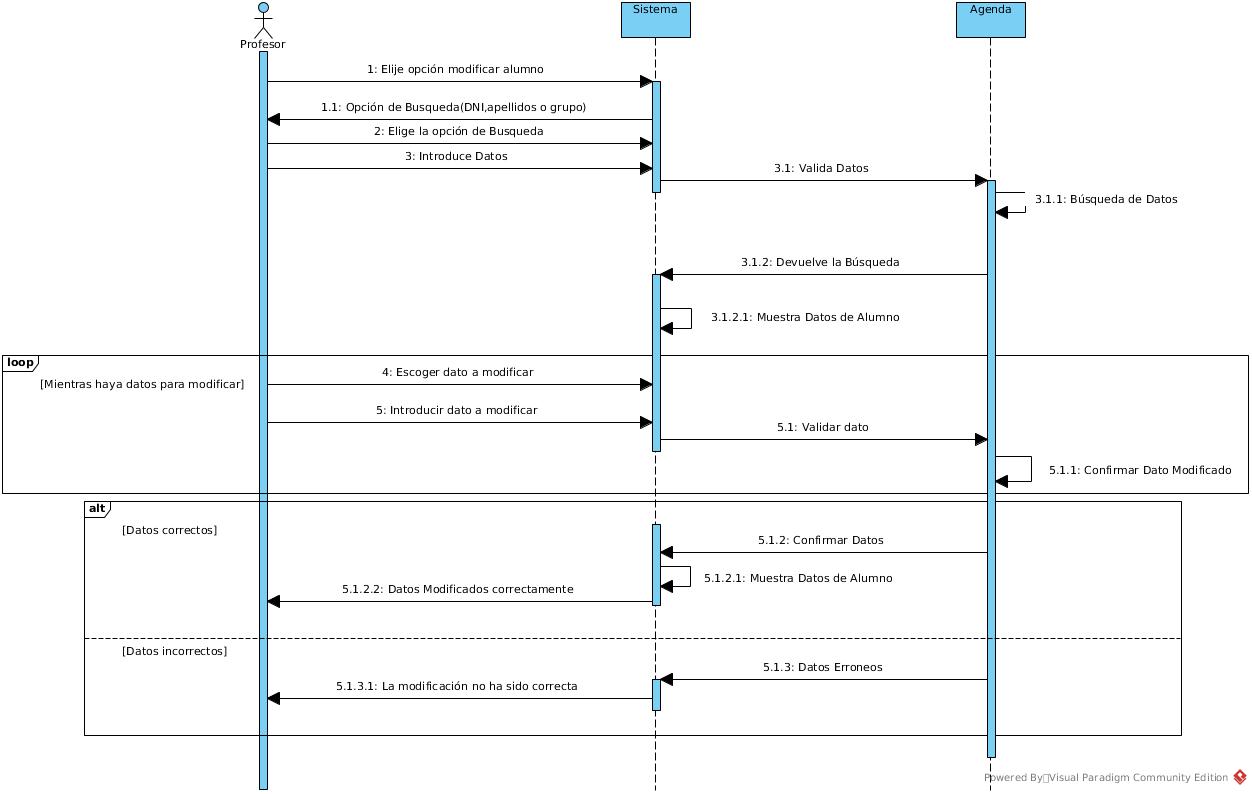 Profesor
Sistema
Agenda
1: Elije opción modificar alumno
1.1: Opción de Busqueda(DNI,apellidos o grupo)
2: Elige la opción de Busqueda
3: Introduce Datos
3.1: Valida Datos
3.1.1: Búsqueda de Datos
3.1.2: Devuelve la Búsqueda
3.1.2.1: Muestra Datos de Alumno
loop
[Mientras haya datos para modificar]
4: Escoger dato a modificar
5: Introducir dato a modificar
5.1: Validar dato
5.1.1: Confirmar Dato Modificado
alt
[Datos correctos]
5.1.2: Confirmar Datos
5.1.2.1: Muestra Datos de Alumno
5.1.2.2: Datos Modificados correctamente
[Datos incorrectos]
5.1.3: Datos Erroneos
5.1.3.1: La modificación no ha sido correcta
Powered By Visual Paradigm Community Edition